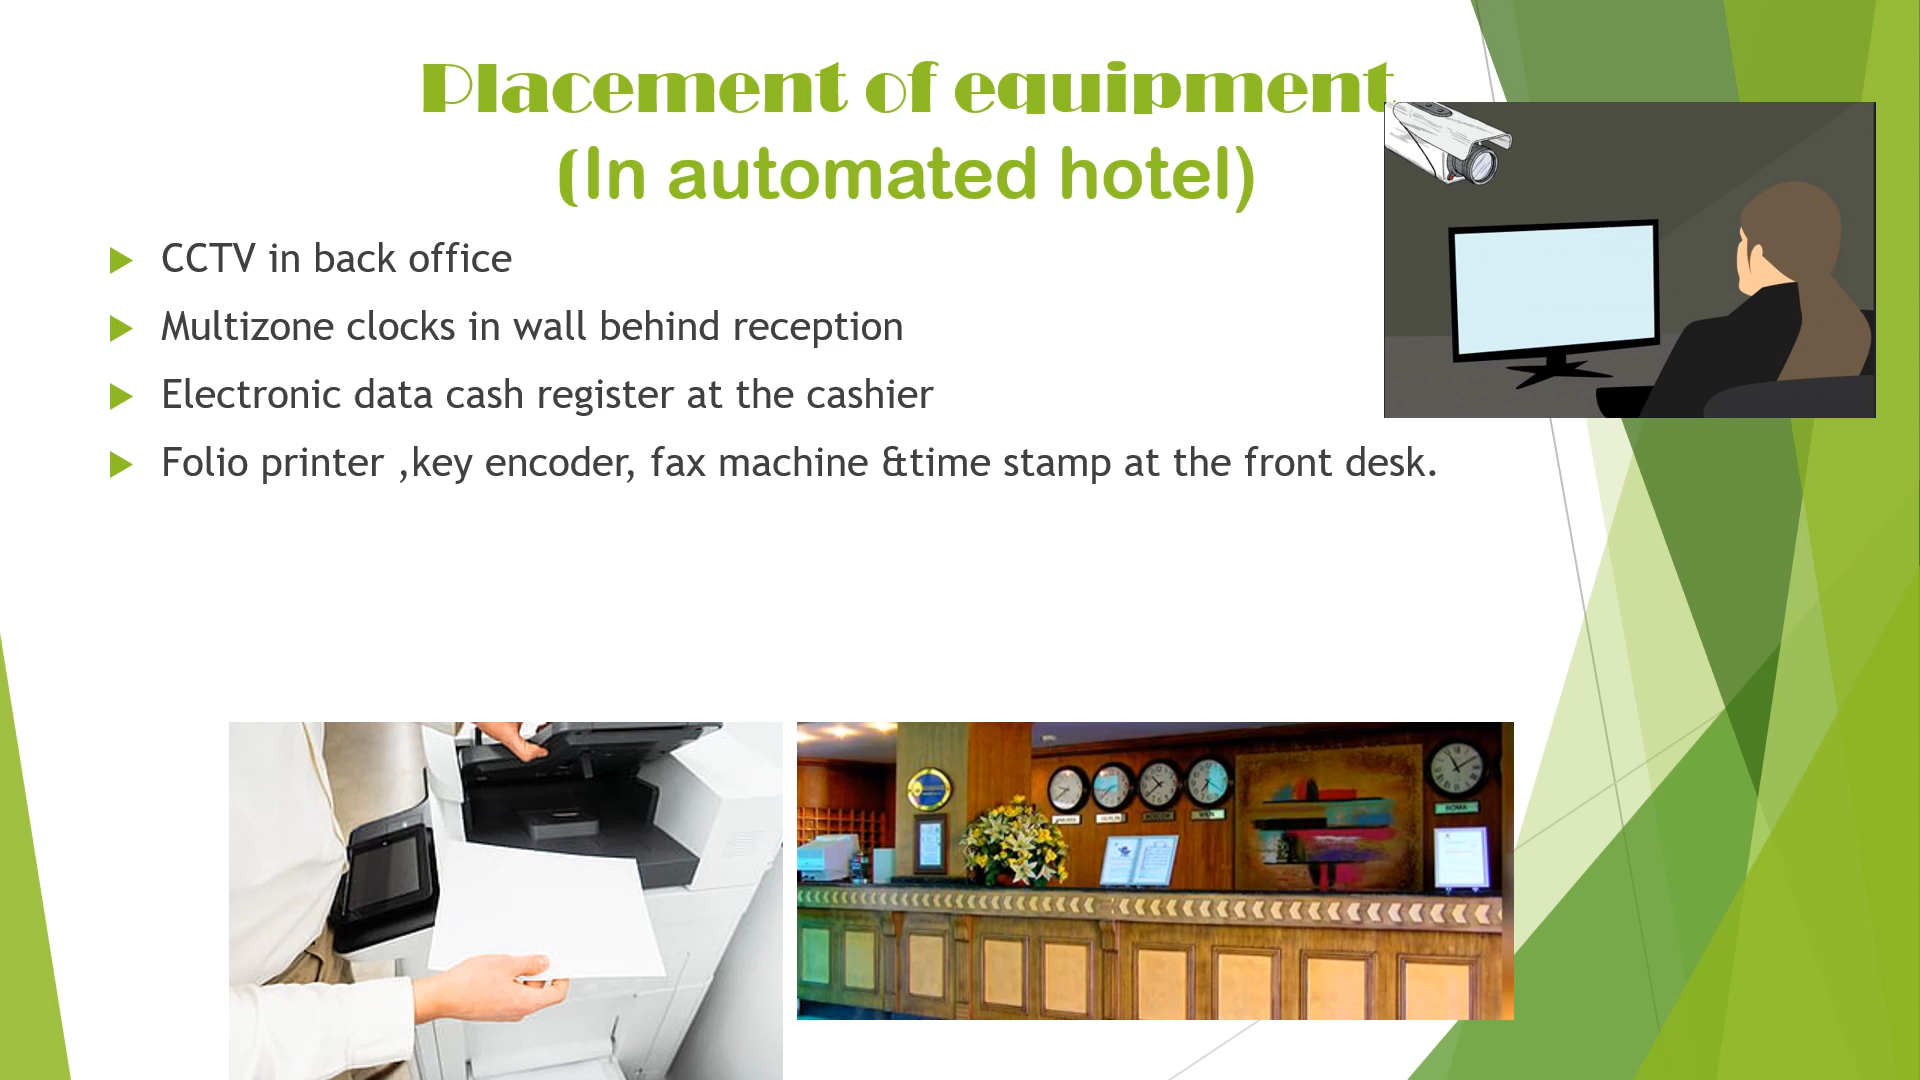 Placement of equipment
(In automated hotel)
CCTV in back office
Multizone clocks in wall behind reception
Electronic data cash register at the cashier
Folio printer ,key encoder, fax machine &time stamp at the front desk.
ROMA